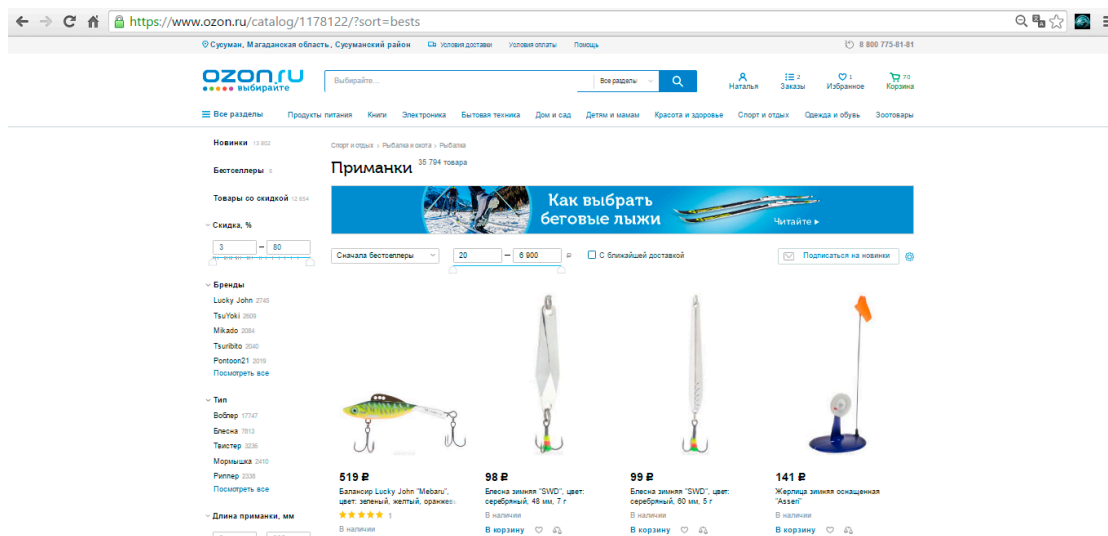 https://www.ozon.ru/catalog/1178122/?sort=bests
Сусуман, Магаданская область, Сусуманский район Условия доставки Условия оплаты Помощь 8 800 775-81-81
ozon.ru
выбирайте
Выбирайте... Все разделы
Наталья Заказы 2 Избранное 1 Корзина 70
Все разделы Продукты питания Книги Электроника Бытовая техника Дом и сад Детям и мамам Красота и здоровье Спорт и отдых Одежда и обувь Зоотовары
Спорт и отдых › Рыбалка и охота › Рыбалка
Приманки 35 794 товара
Как выбрать
беговые лыжи
Читайте
Сначала бестселлеры 20 — 6 900 С ближайшей доставкой Подписаться на новинки
Новинки 13 802
Бестселлеры
Товары со скидкой 12 654
Скидка, %
3 — 80
Бренды
Lucky John 2745
TsuYoki 2609
Mikado 2084
Tsuribito 2040
Pontoon21 2019
Посмотреть все
Тип
Воблер 17747
Блесна 7813
Твистер 3236
Мормышка 2410
Риппер 2338
Посмотреть все
Длина приманки, мм
519 ₽
Балансир Lucky John "Mebaru",
цвет: зеленый, желтый, оранжев
1
В наличии
98 ₽
Блесна зимняя "SWD", цвет:
серебряный, 48 мм, 7 г
В наличии
В корзину
99 ₽
Блесна зимняя "SWD", цвет:
серебряный, 60 мм, 5 г
В наличии
В корзину
141 ₽
Жерлица зимняя оснащенная
"Asseri"
В наличии
В корзину